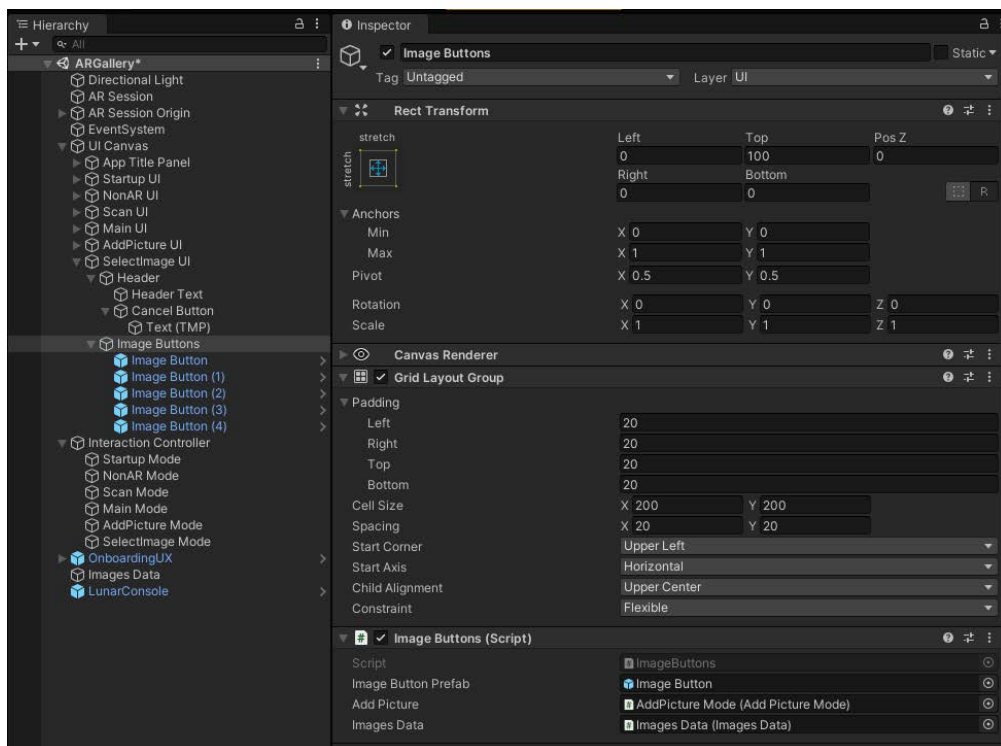 Hierarchy
All
ARGallery*
Directional Light
AR Session
AR Session Origin
EventSystem
UI Canvas
App Title Panel
Startup UI
NonAR UI
Scan UI
Main UI
AddPicture UI
SelectImage UI
Header
Header Text
Cancel Button
Text (TMP)
Image Buttons
Image Button
Image Button (1)
Image Button (2)
Image Button (3)
Image Button (4)
Interaction Controller
Startup Mode
NonAR Mode
Scan Mode
Main Mode
AddPicture Mode
SelectImage Mode
OnboardingUX
Images Data
LunarConsole
Inspector
Image Buttons Static
Tag Untagged Layer UI
Rect Transform
stretch
stretch
Left Top Pos Z
0 100 0
Right Bottom
0 0 R
Anchors
Min X 0 Y 0
Max X 1 Y 1
Pivot X 0.5 Y 0.5
Rotation X 0 Y 0 Z 0
Scale X 1 Y 1 Z 1
Canvas Renderer
Grid Layout Group
Padding
Left 20
Right 20
Top 20
Bottom 20
Cell Size X 200 Y 200
Spacing X 20 Y 20
Start Corner Upper Left
Start Axis Horizontal
Child Alignment Upper Center
Constraint Flexible
# Image Buttons (Script)
Script ImageButtons
Image Button Prefab Image Button
Add Picture AddPicture Mode (Add Picture Mode)
Images Data Images Data (Images Data)